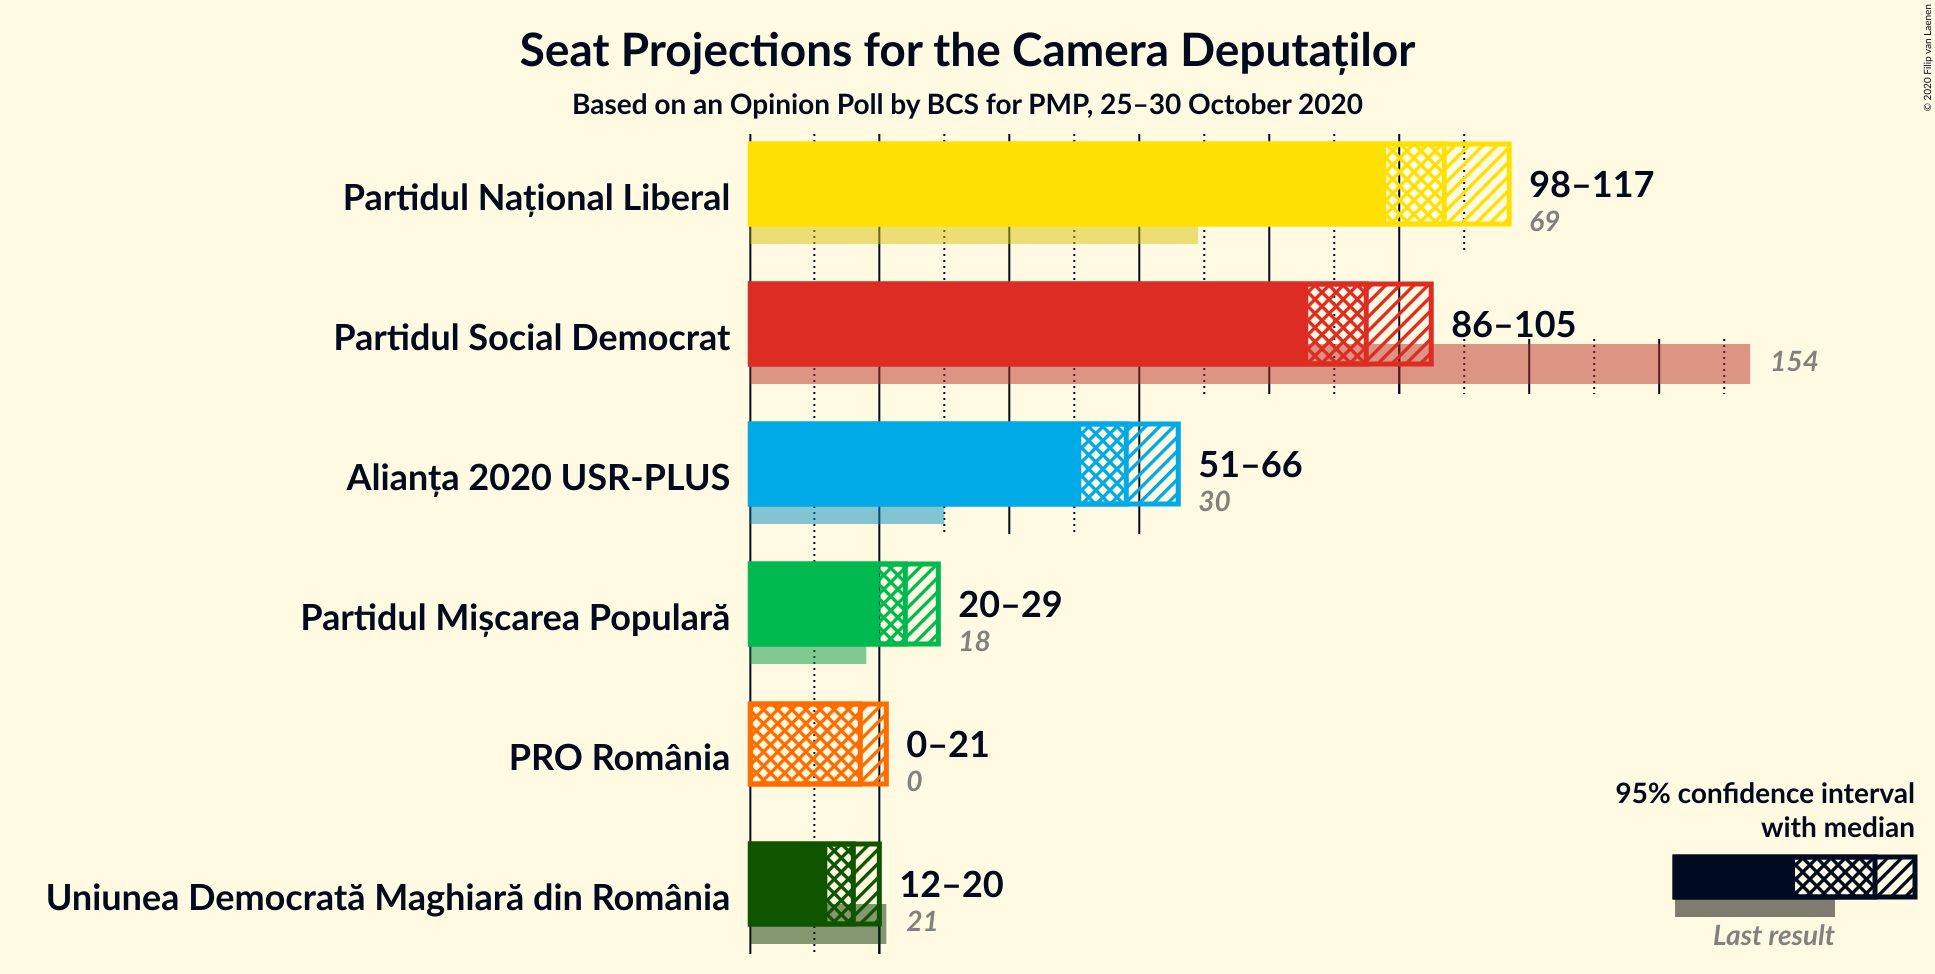 Seat Projections for the Camera Deputaților
Based on an Opinion Poll by BCS for PMP, 25–30 October 2020
© 2020 Filip van Laenen
Partidul Național Liberal
98–117
69
Partidul Social Democrat
86–105
154
Alianța 2020 USR-PLUS
51–66
30
Partidul Mișcarea Populară
20–29
18
PRO România
0–21
0
Uniunea Democrată Maghiară din România
12–20
21
95% confidence interval
with median
Last result